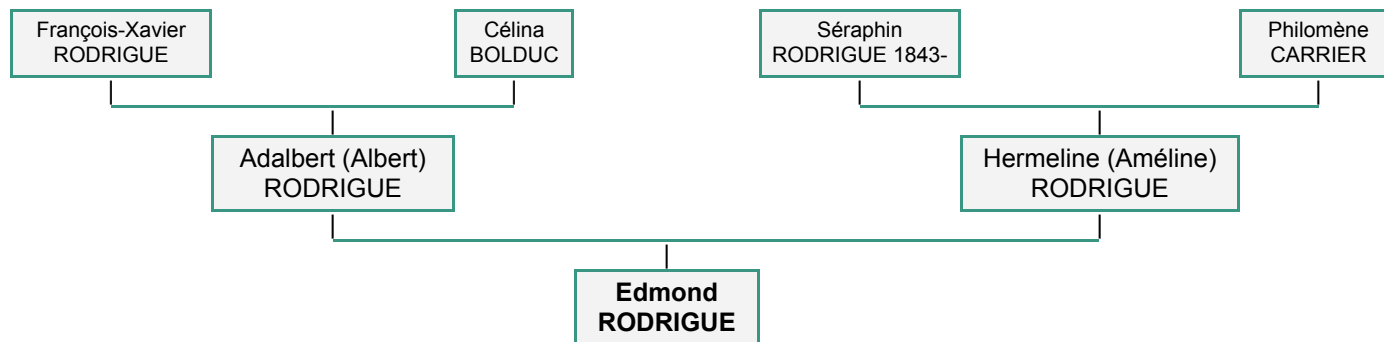 François-Xavier
RODRIGUE
Célina
BOLDUC
Séraphin
RODRIGUE 1843-
Philomène
CARRIER
Adalbert (Albert)
RODRIGUE
Hermeline (Améline)
RODRIGUE
Edmond
RODRIGUE